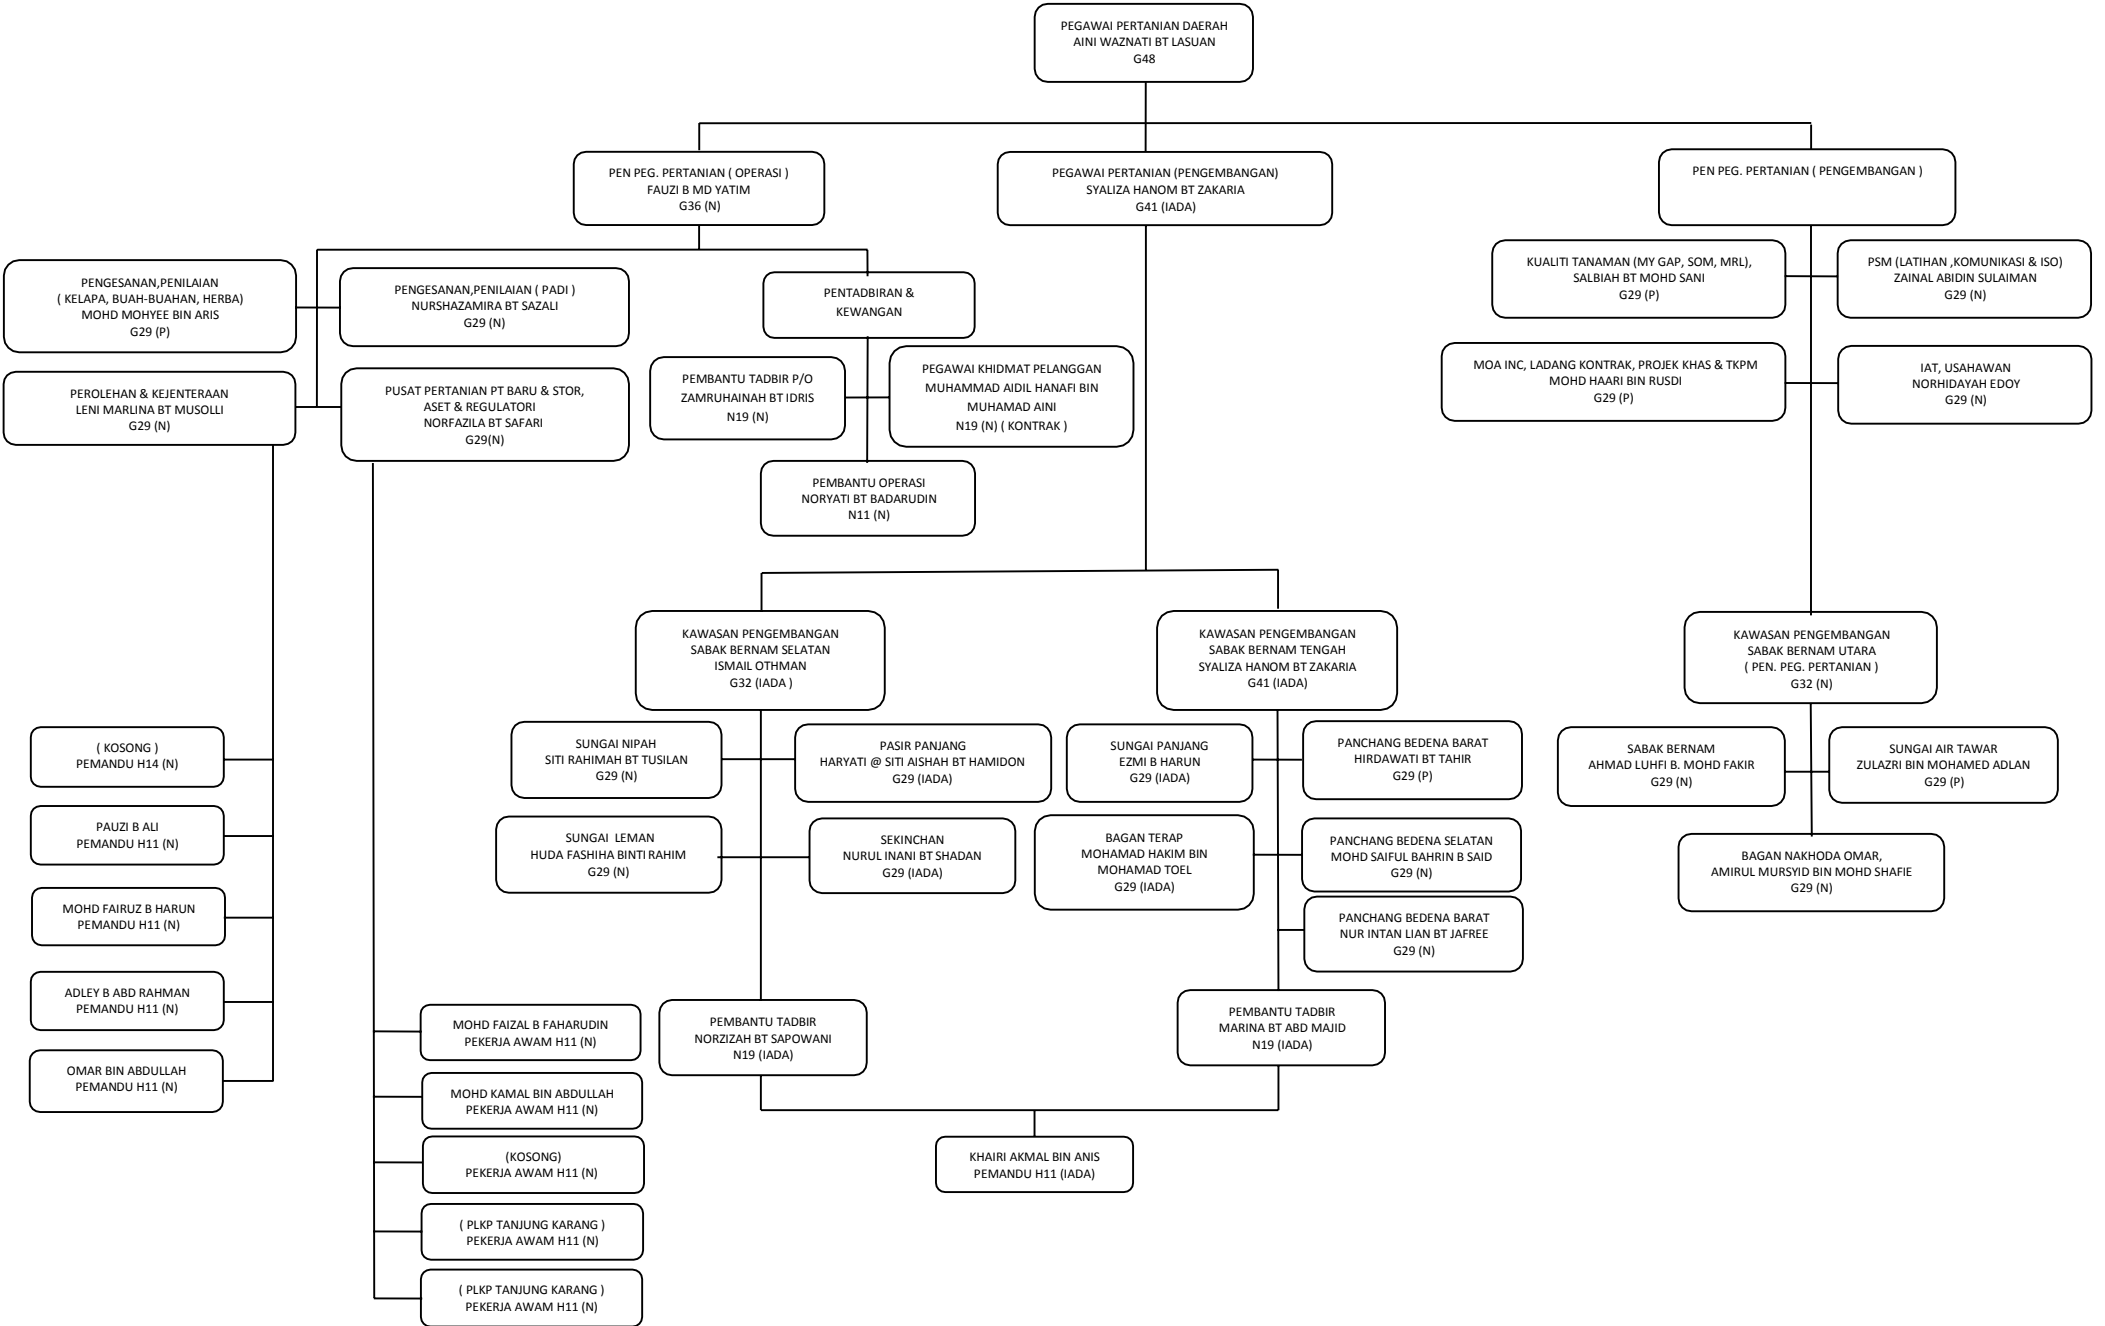 PEGAWAI PERTANIAN DAERAH
AINI WAZNATI BT LASUAN
G48
PEN PEG. PERTANIAN ( OPERASI )
FAUZI B MD YATIM
G36 (N)
PEGAWAI PERTANIAN (PENGEMBANGAN)
SYALIZA HANOM BT ZAKARIA
G41 (IADA)
PEN PEG. PERTANIAN ( PENGEMBANGAN )
PENGESANAN,PENILAIAN
( KELAPA, BUAH-BUAHAN, HERBA)
MOHD MOHYEE BIN ARIS
G29 (P)
PENGESANAN,PENILAIAN ( PADI )
NURSHAZAMIRA BT SAZALI
G29 (N)
PENTADBIRAN &
KEWANGAN
KUALITI TANAMAN (MY GAP, SOM, MRL),
SALBIAH BT MOHD SANI
G29 (P)
PSM (LATIHAN ,KOMUNIKASI & ISO)
ZAINAL ABIDIN SULAIMAN
G29 (N)
PEROLEHAN & KEJENTERAAN
LENI MARLINA BT MUSOLLI
G29 (N)
PUSAT PERTANIAN PT BARU & STOR,
ASET & REGULATORI
NORFAZILA BT SAFARI
G29(N)
PEMBANTU TADBIR P/O
ZAMRUHAINAH BT IDRIS
N19 (N)
PEGAWAI KHIDMAT PELANGGAN
MUHAMMAD AIDIL HANAFI BIN
MUHAMAD AINI
N19 (N) ( KONTRAK )
MOA INC, LADANG KONTRAK, PROJEK KHAS & TKPM
MOHD HAARI BIN RUSDI
G29 (P)
IAT, USAHAWAN
NORHIDAYAH EDOY
G29 (N)
PEMBANTU OPERASI
NORYATI BT BADARUDIN
N11 (N)
KAWASAN PENGEMBANGAN
SABAK BERNAM SELATAN
ISMAIL OTHMAN
G32 (IADA )
KAWASAN PENGEMBANGAN
SABAK BERNAM TENGAH
SYALIZA HANOM BT ZAKARIA
G41 (IADA)
KAWASAN PENGEMBANGAN
SABAK BERNAM UTARA
( PEN. PEG. PERTANIAN )
G32 (N)
( KOSONG )
PEMANDU H14 (N)
SUNGAI NIPAH
SITI RAHIMAH BT TUSILAN
G29 (N)
PASIR PANJANG
HARYATI @ SITI AISHAH BT HAMIDON
G29 (IADA)
SUNGAI PANJANG
EZMI B HARUN
G29 (IADA)
PANCHANG BEDENA BARAT
HIRDAWATI BT TAHIR
G29 (P)
SABAK BERNAM
AHMAD LUHFI B. MOHD FAKIR
G29 (N)
SUNGAI AIR TAWAR
ZULAZRI BIN MOHAMED ADLAN
G29 (P)
PAUZI B ALI
PEMANDU H11 (N)
SUNGAI  LEMAN
HUDA FASHIHA BINTI RAHIM
G29 (N)
SEKINCHAN
NURUL INANI BT SHADAN
G29 (IADA)
BAGAN TERAP
MOHAMAD HAKIM BIN
MOHAMAD TOEL
G29 (IADA)
PANCHANG BEDENA SELATAN
MOHD SAIFUL BAHRIN B SAID
G29 (N)
BAGAN NAKHODA OMAR,
AMIRUL MURSYID BIN MOHD SHAFIE
G29 (N)
MOHD FAIRUZ B HARUN
PEMANDU H11 (N)
PANCHANG BEDENA BARAT
NUR INTAN LIAN BT JAFREE
G29 (N)
ADLEY B ABD RAHMAN
PEMANDU H11 (N)
MOHD FAIZAL B FAHARUDIN
PEKERJA AWAM H11 (N)
PEMBANTU TADBIR
NORZIZAH BT SAPOWANI
N19 (IADA)
PEMBANTU TADBIR
MARINA BT ABD MAJID
N19 (IADA)
OMAR BIN ABDULLAH
PEMANDU H11 (N)
MOHD KAMAL BIN ABDULLAH
PEKERJA AWAM H11 (N)
(KOSONG)
PEKERJA AWAM H11 (N)
KHAIRI AKMAL BIN ANIS
PEMANDU H11 (IADA)
( PLKP TANJUNG KARANG )
PEKERJA AWAM H11 (N)
( PLKP TANJUNG KARANG )
PEKERJA AWAM H11 (N)